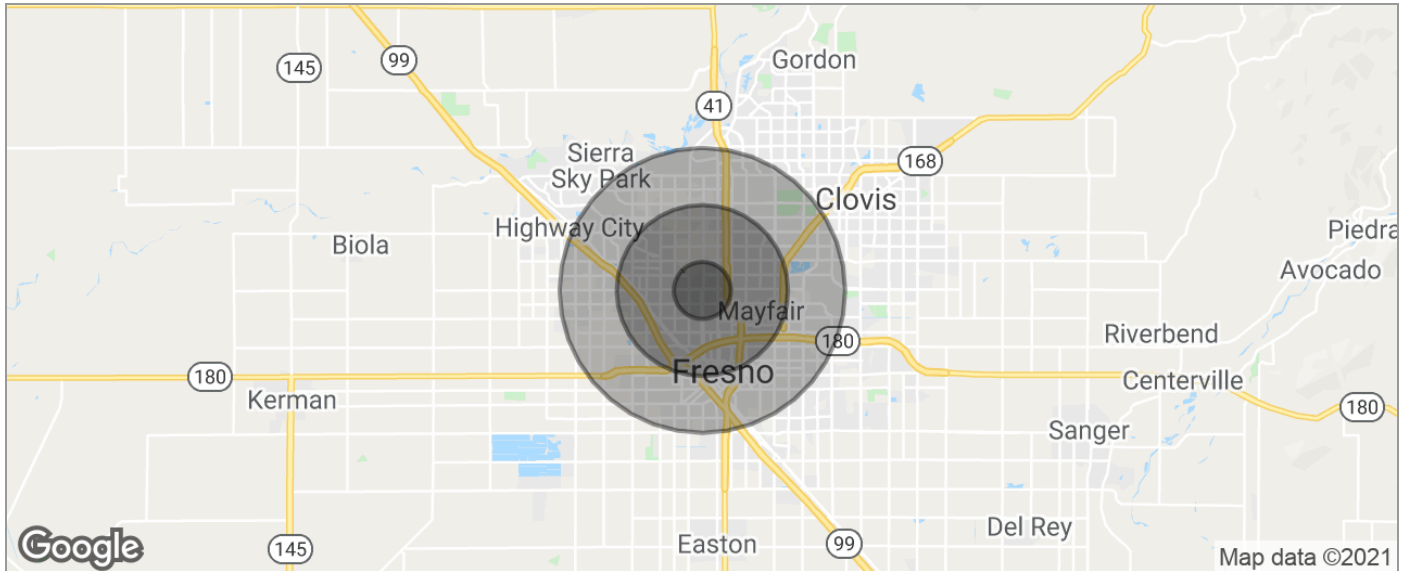 99
145
Gordon
41
Sierra
Sky Park
168
Clovis
Highway City
Biola
Piedra
Avocado
Mayfair
Riverbend
180
Fresno
180
Centerville
Kerman
180
Sanger
Del Rey
Easton
99
145
Google
Map data ©2021